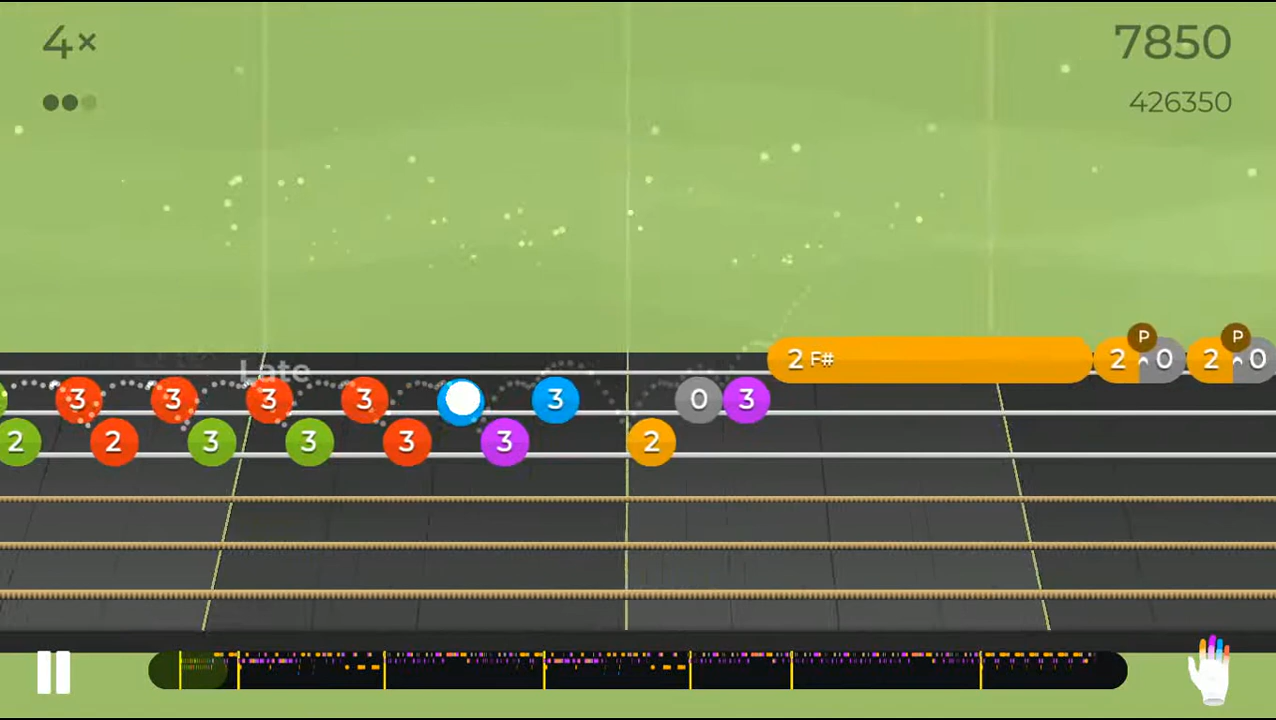 4×
7850
426350
Late
2 F#
P
P
2 0 2 0
3 3 3 3 3 0 3
2 2 3 3 3 3 2